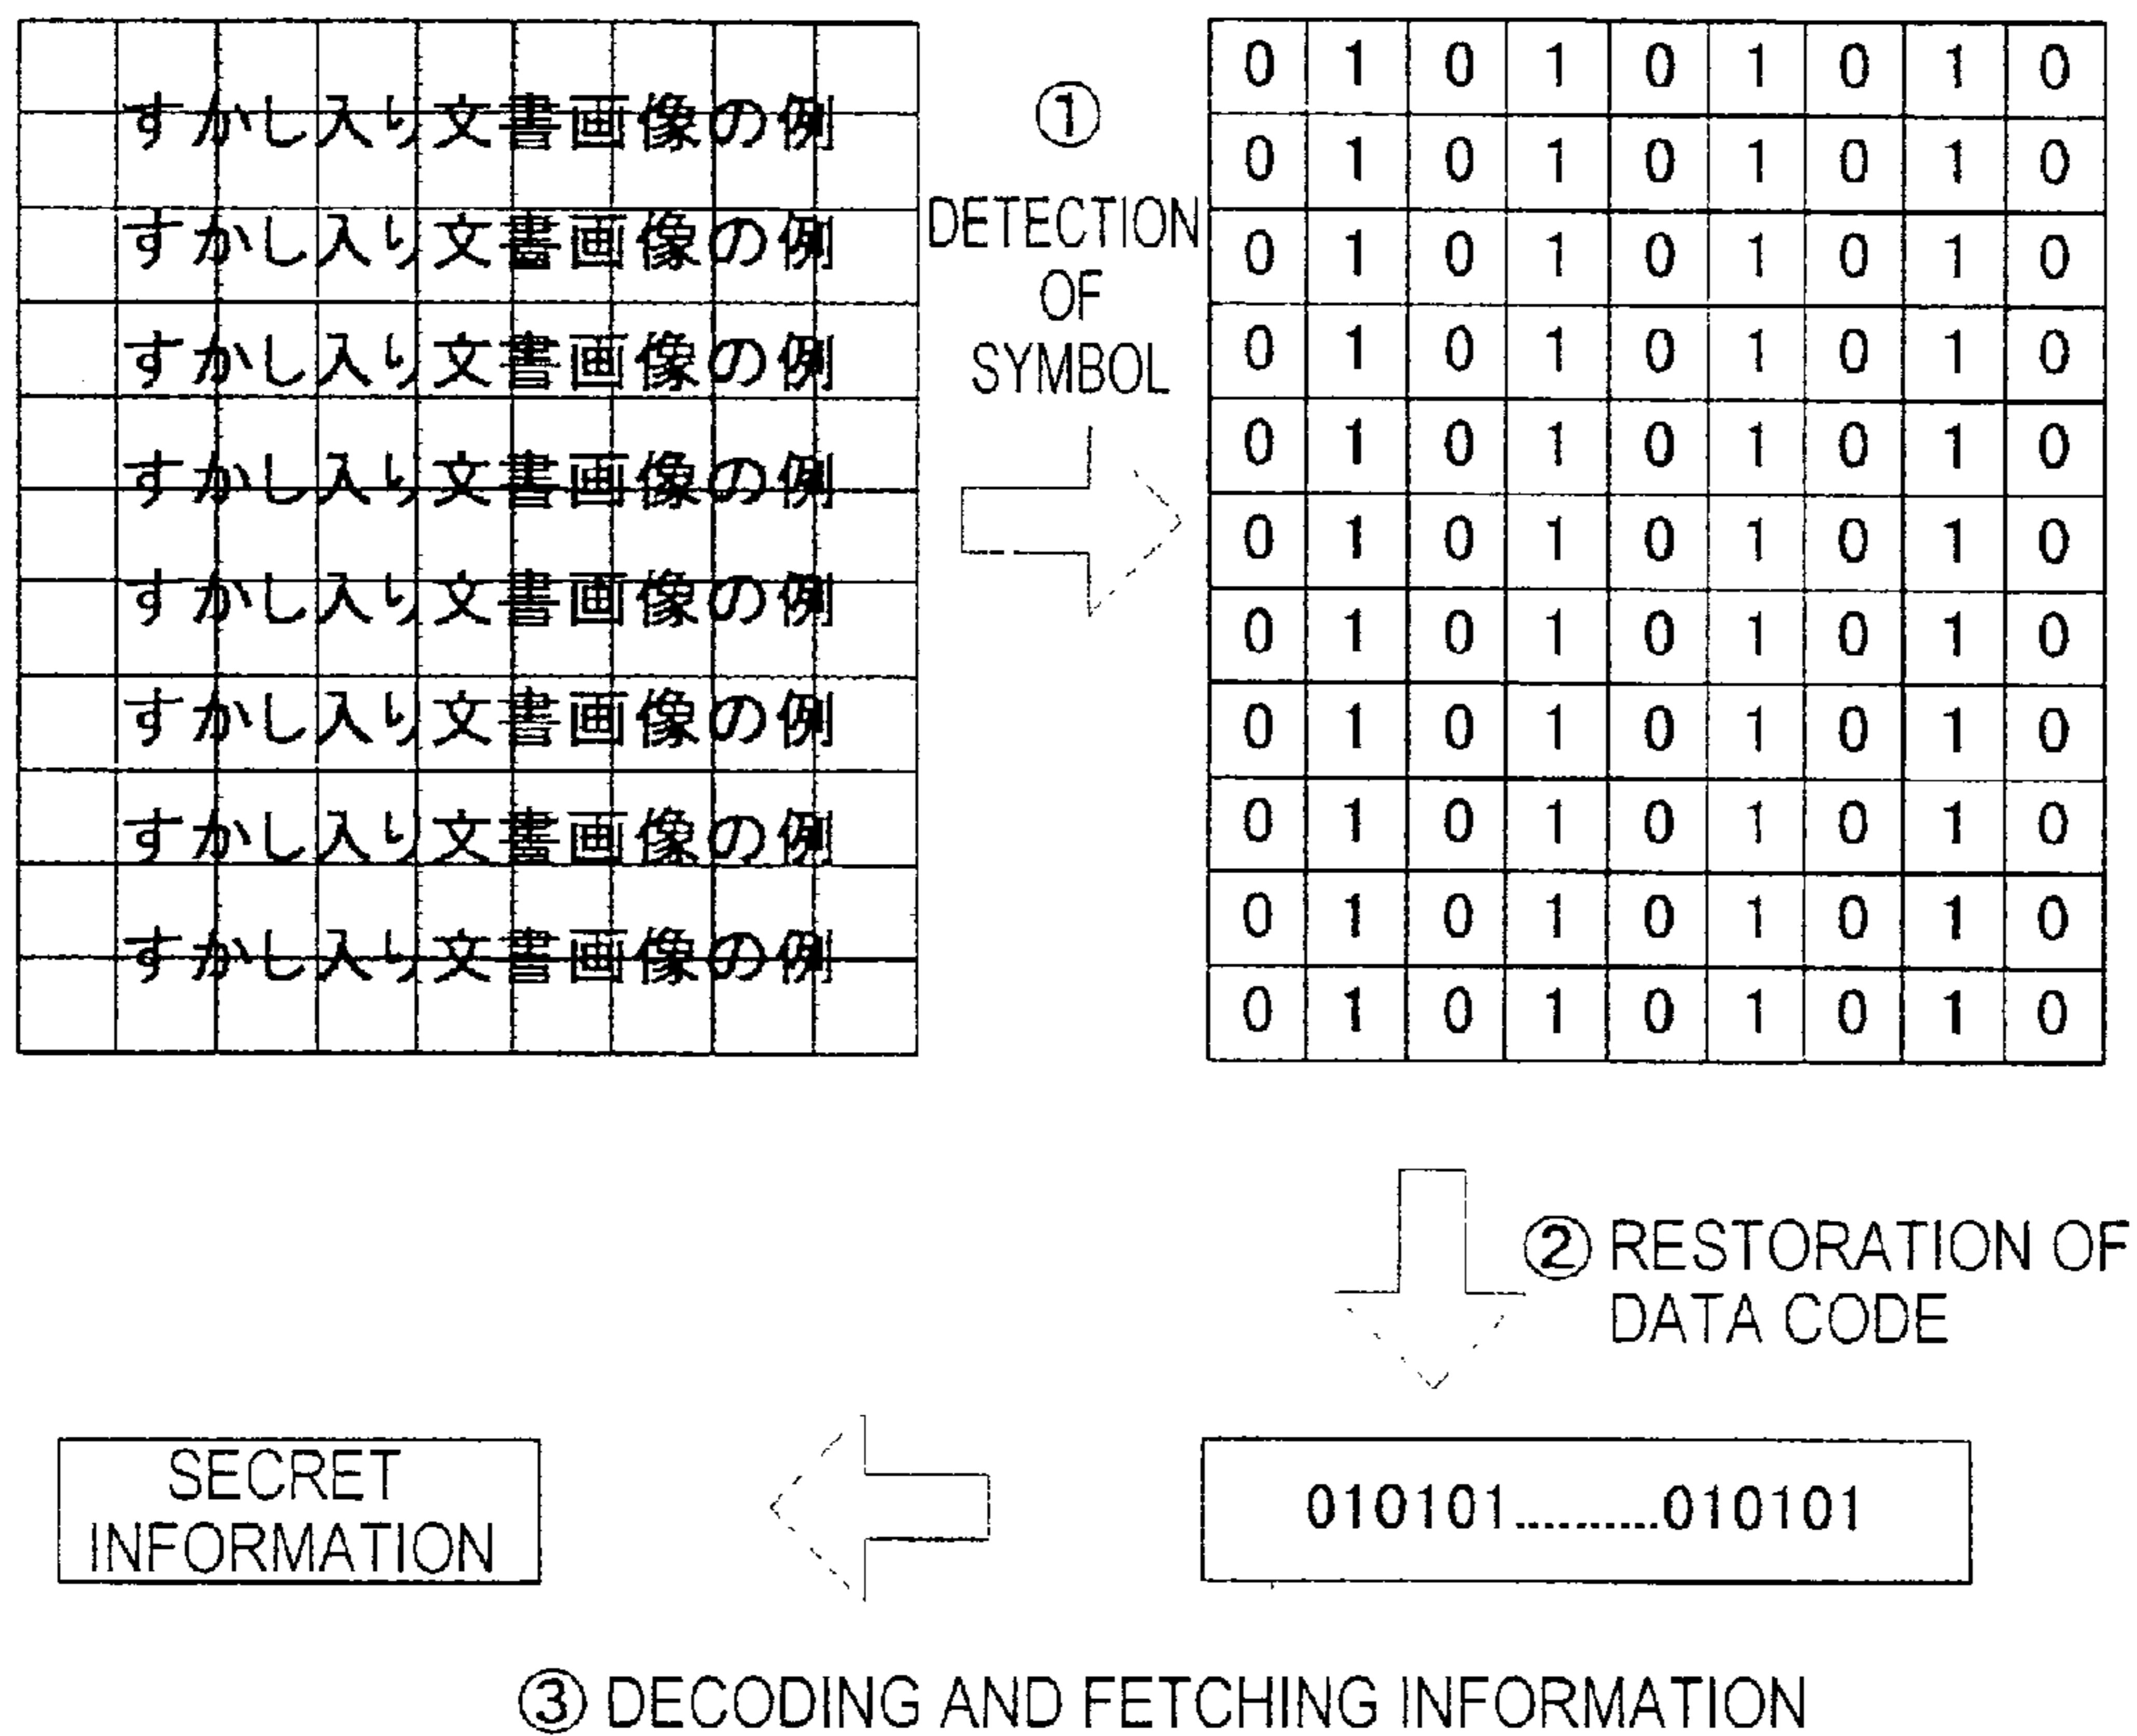 すかし入り文書画像の例
すかし入り文書画像の例
すかし入り文書画像の例
すかし入り文書画像の例
すかし入り文書画像の例
すかし入り文書画像の例
すかし入り文書画像の例
すかし入り文書画像の例
①
DETECTION
OF
SYMBOL
0 1 0 1 0 1 0 1 0
0 1 0 1 0 1 0 1 0
0 1 0 1 0 1 0 1 0
0 1 0 1 0 1 0 1 0
0 1 0 1 0 1 0 1 0
0 1 0 1 0 1 0 1 0
0 1 0 1 0 1 0 1 0
0 1 0 1 0 1 0 1 0
0 1 0 1 0 1 0 1 0
0 1 0 1 0 1 0 1 0
0 1 0 1 0 1 0 1 0
② RESTORATION OF
DATA CODE
010101..........010101
SECRET
INFORMATION
③ DECODING AND FETCHING INFORMATION